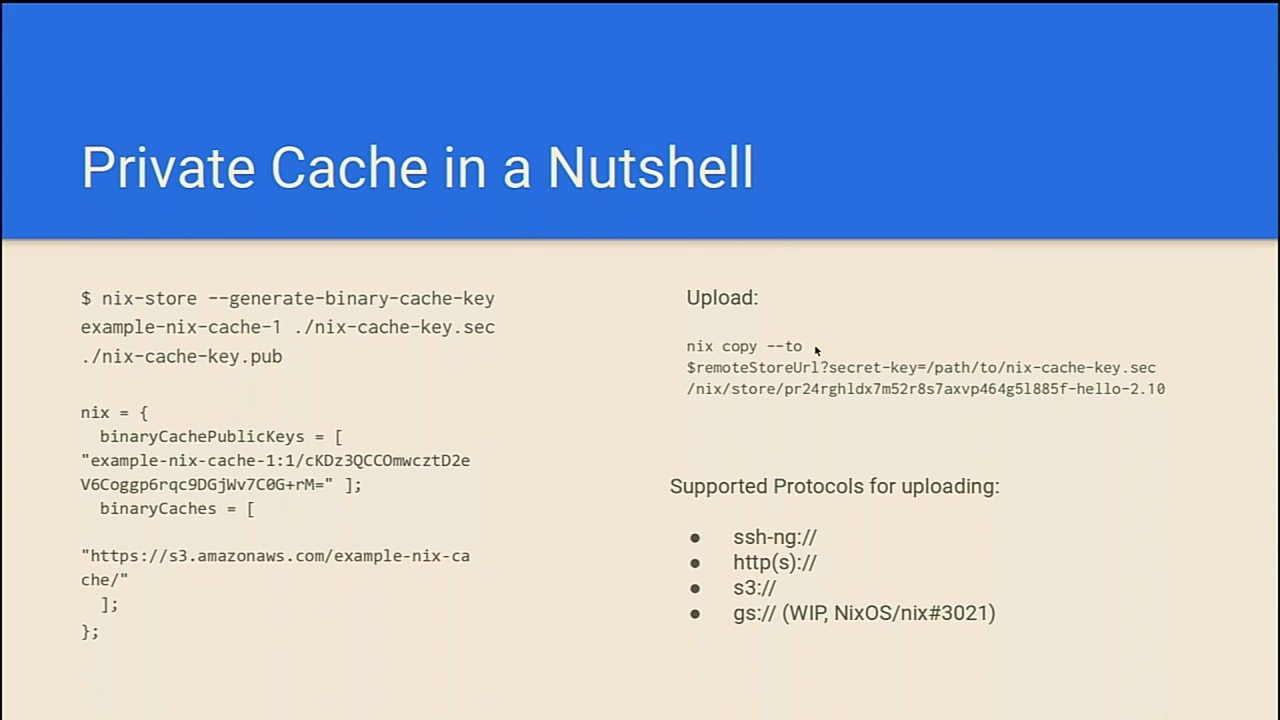 Private Cache in a Nutshell
$ nix-store --generate-binary-cache-key
example-nix-cache-1 ./nix-cache-key.sec
./nix-cache-key.pub
nix = {
binaryCachePublicKeys = [
"example-nix-cache-1:1/cKDz3QCCOmwcztD2e
V6Coggp6rqc9DGjWv7C0G+rM=" ];
binaryCaches = [
"https://s3.amazonaws.com/example-nix-ca
che/"
];
};
Upload:
nix copy --to
$remoteStoreUrl?secret-key=/path/to/nix-cache-key.sec
/nix/store/pr24rghldx7m52r8s7axvp464g5l885f-hello-2.10
Supported Protocols for uploading:
● ssh-ng://
● http(s)://
● s3://
● gs:// (WIP, NixOS/nix#3021)